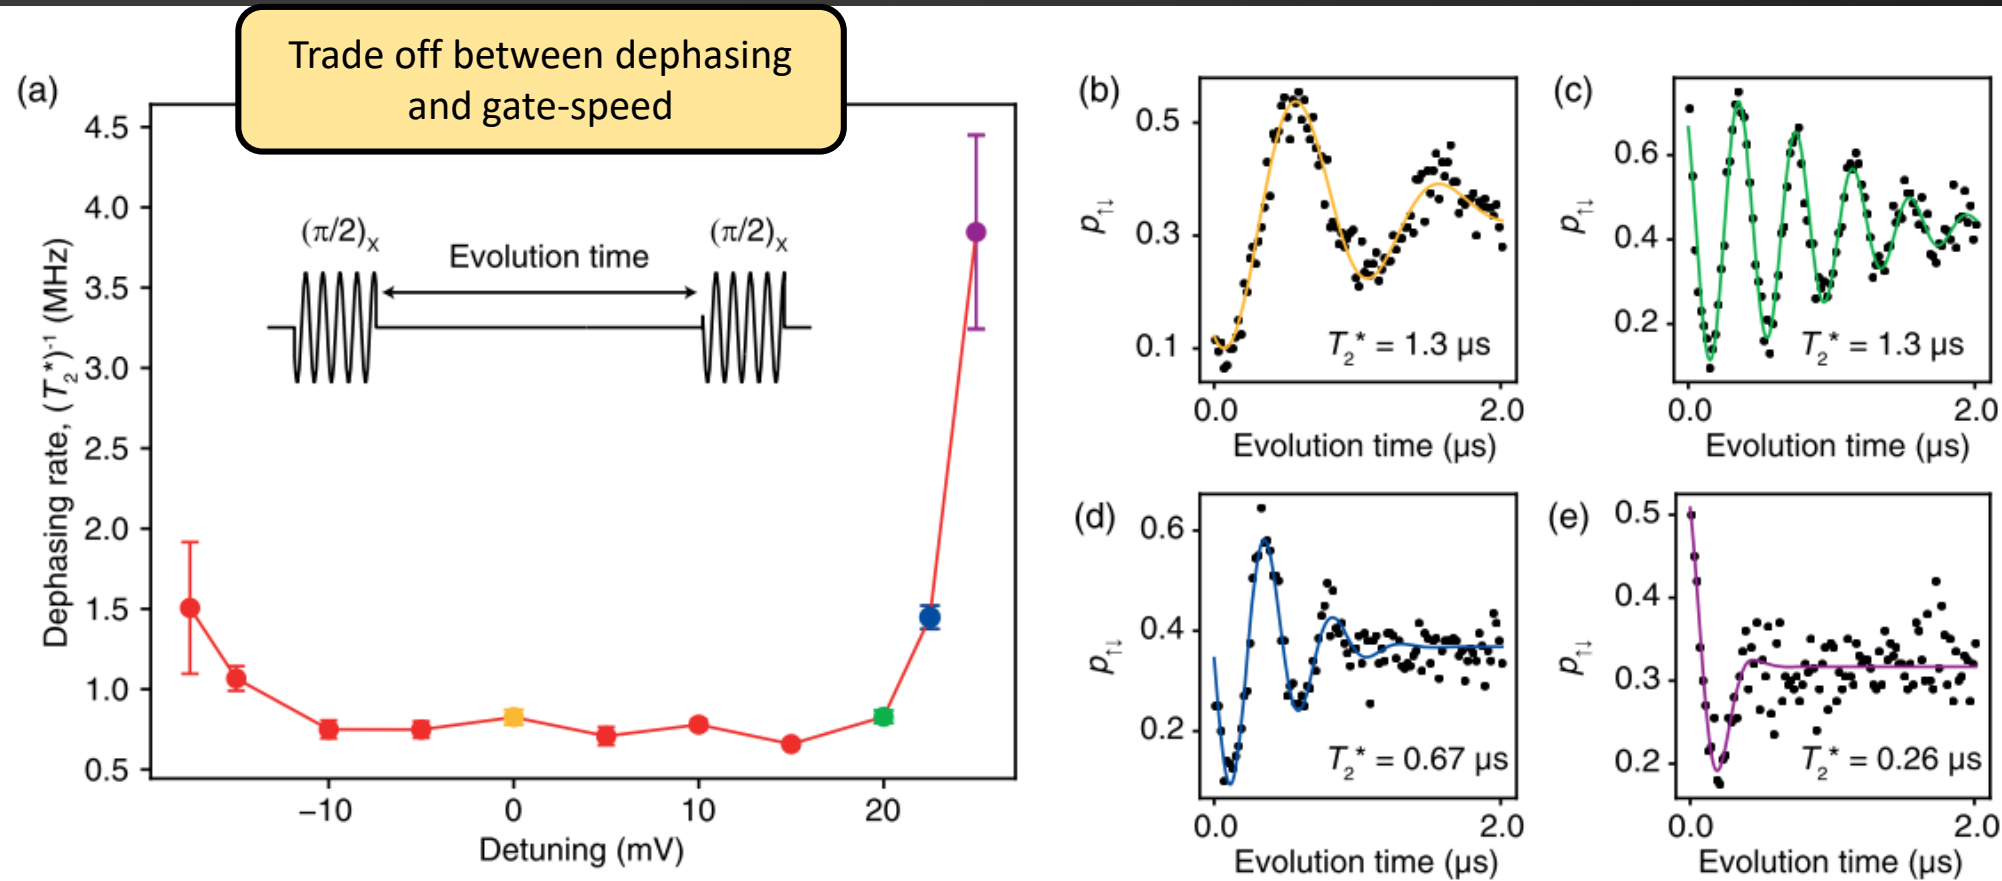 Trade off between dephasing
and gate-speed
(a)
Dephasing rate, (T₂*)⁻¹ (MHz)
4.5
4.0
3.5
3.0
2.5
2.0
1.5
1.0
0.5
(π/2)ₓ
Evolution time
(π/2)ₓ
−10
0
10
20
Detuning (mV)
(b)
p↑↓
0.5
0.3
0.1
T₂* = 1.3 µs
0.0
2.0
Evolution time (µs)
(c)
p↑↓
0.6
0.4
0.2
T₂* = 1.3 µs
0.0
2.0
Evolution time (µs)
(d)
p↑↓
0.6
0.4
0.2
T₂* = 0.67 µs
0.0
2.0
Evolution time (µs)
(e)
p↑↓
0.5
0.4
0.3
0.2
T₂* = 0.26 µs
0.0
2.0
Evolution time (µs)